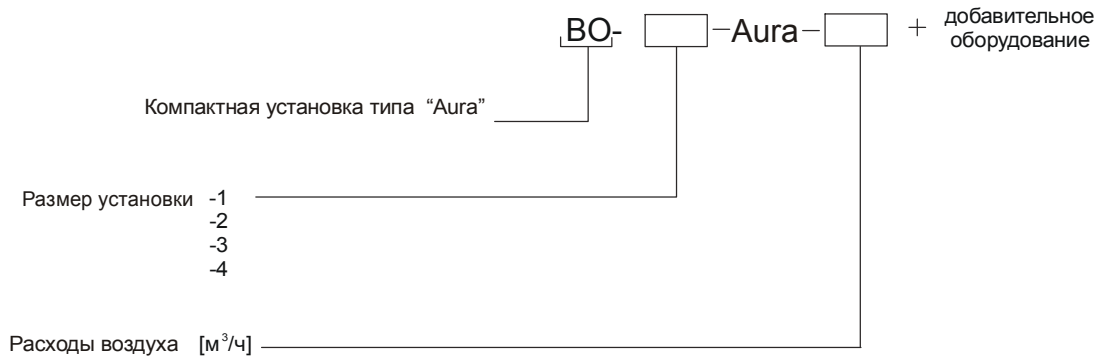 BO- -Aura- + добавительное
оборудование
Компактная установка типа “Aura”
Размер установки -1
-2
-3
-4
Расходы воздуха [м³/ч]